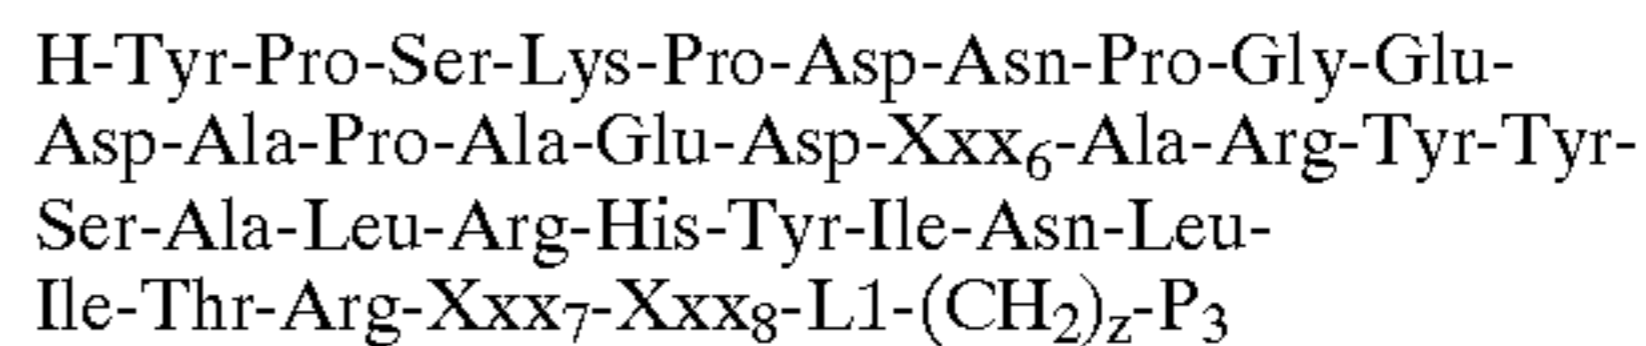 H-Tyr-Pro-Ser-Lys-Pro-Asp-Asn-Pro-Gly-Glu-
Asp-Ala-Pro-Ala-Glu-Asp-Xxx₆-Ala-Arg-Tyr-Tyr-
Ser-Ala-Leu-Arg-His-Tyr-Ile-Asn-Leu-
Ile-Thr-Arg-Xxx₇-Xxx₈-L1-(CH₂)z-P₃